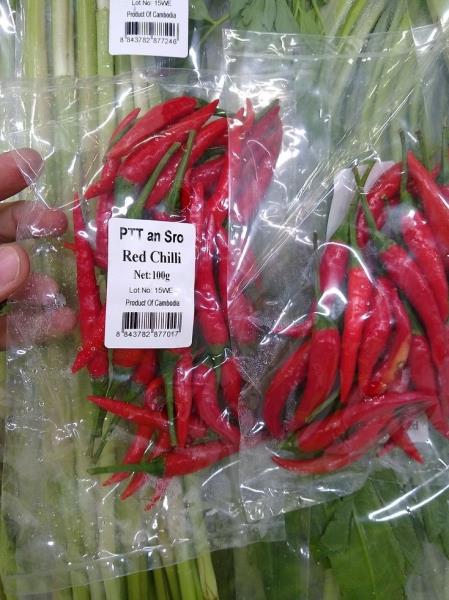 Lot No: 15WE
Product Of Cambodia
8 843782 877246
PTT an Sro
Red Chilli
Net:100g
Lot No: 15WE
Product Of Cambodia
8 843782 877017